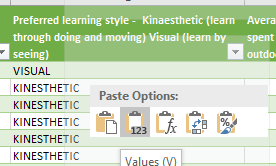 Preferred learning style - Kinaesthetic (learn
through doing and moving) Visual (learn by
seeing)
Avera
spent
outdo
VISUAL
KINESTHETIC
KINESTHETIC
KINESTHETIC
KINESTHETIC
KINESTHETIC
Paste Options:
123
fx
%
Values (V)